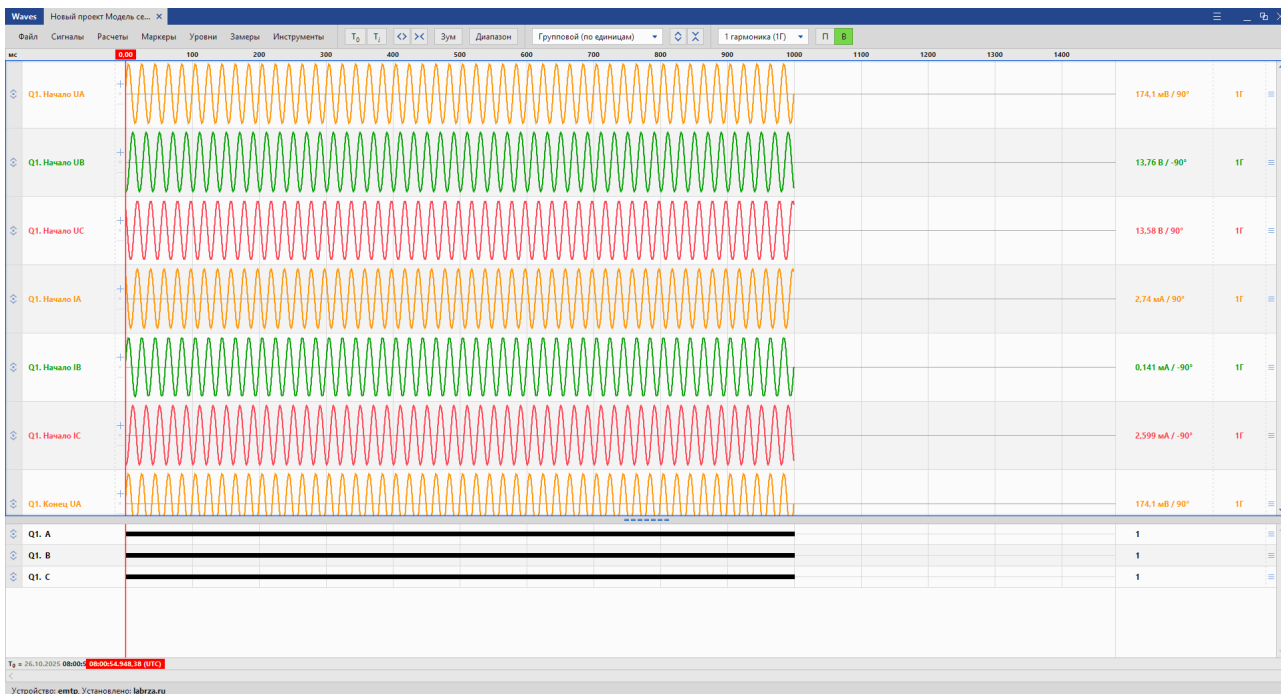 Waves Новый проект Модель се... ×
Файл Сигналы Расчеты Маркеры Уровни Замеры Инструменты T₀ Tᵢ <> >< Зум Диапазон Групповой (по единицам) 1 гармоника (1Г) П В
мс 0,00 100 200 300 400 500 600 700 800 900 1000 1100 1200 1300 1400
Q1. Начало UA 174,1 мВ / 90° 1Г
Q1. Начало UB 13,76 В / -90° 1Г
Q1. Начало UC 13,58 В / 90° 1Г
Q1. Начало IA 2,74 мА / 90° 1Г
Q1. Начало IB 0,141 мА / -90° 1Г
Q1. Начало IC 2,599 мА / -90° 1Г
Q1. Конец UA 174,1 мВ / 90° 1Г
Q1. A 1
Q1. B 1
Q1. C 1
T₀ = 26.10.2025 08:00:5 08:00:54.948,38 (UTC)
Устройство: emtp, Установлено: labrza.ru